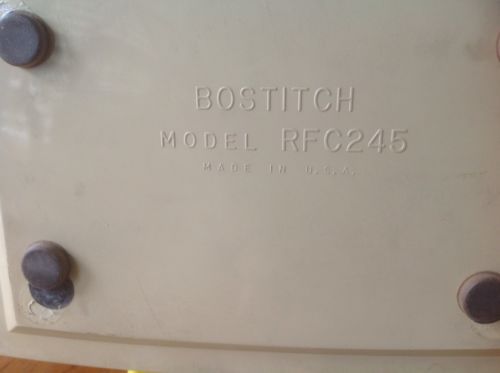 BOSTITCH
MODEL RFC245
MADE IN U.S.A.